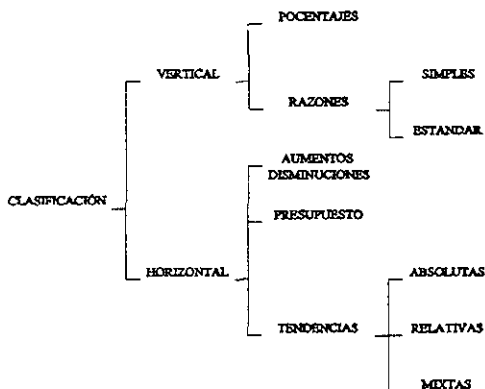 POCENTAJES
VERTICAL
RAZONES
SIMPLES
ESTANDAR
CLASIFICACIÓN
AUMENTOS
DISMINUCIONES
PRESUPUESTO
HORIZONTAL
TENDENCIAS
ABSOLUTAS
RELATIVAS
MIXTAS